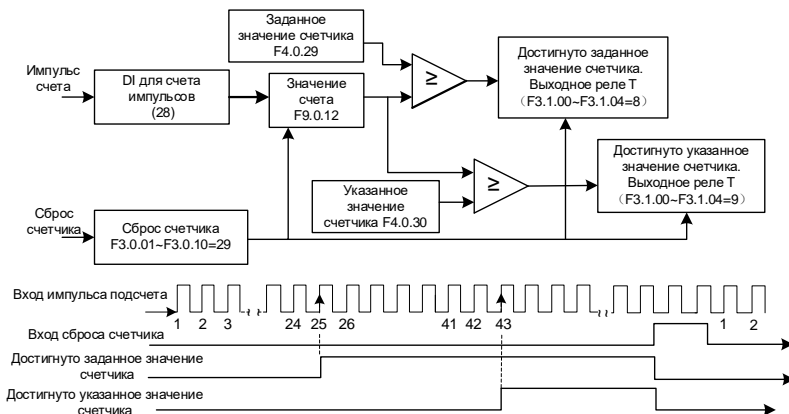 Заданное
значение счетчика
F4.0.29
Импульс
счета
DI для счета
импульсов
(28)
Значение
счета
F9.0.12
≥
Достигнуто заданное
значение счетчика.
Выходное реле Т
(F3.1.00~F3.1.04=8)
Указанное
значение
счетчика F4.0.30
≥
Достигнуто указанное
значение счетчика.
Выходное реле Т
(F3.1.00~F3.1.04=9)
Сброс
счетчика
Сброс счетчика
F3.0.01~F3.0.10=29
Вход импульса подсчета
1 2 3 24 25 26 41 42 43 1 2
Вход сброса счетчика
Достигнуто заданное значение
счетчика
Достигнуто указанное значение
счетчика